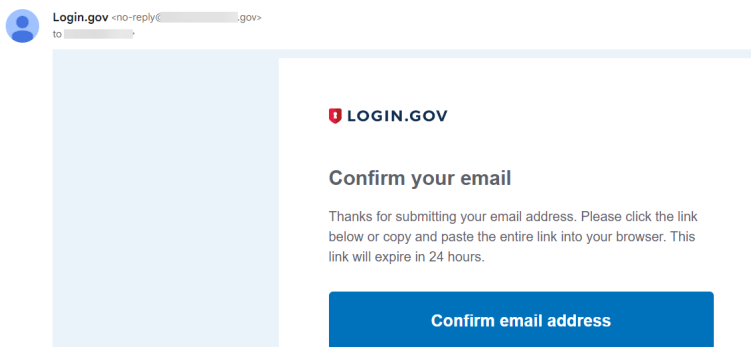 Login.gov <no-reply@ .gov>
to
LOGIN.GOV
Confirm your email
Thanks for submitting your email address. Please click the link
below or copy and paste the entire link into your browser. This
link will expire in 24 hours.
Confirm email address